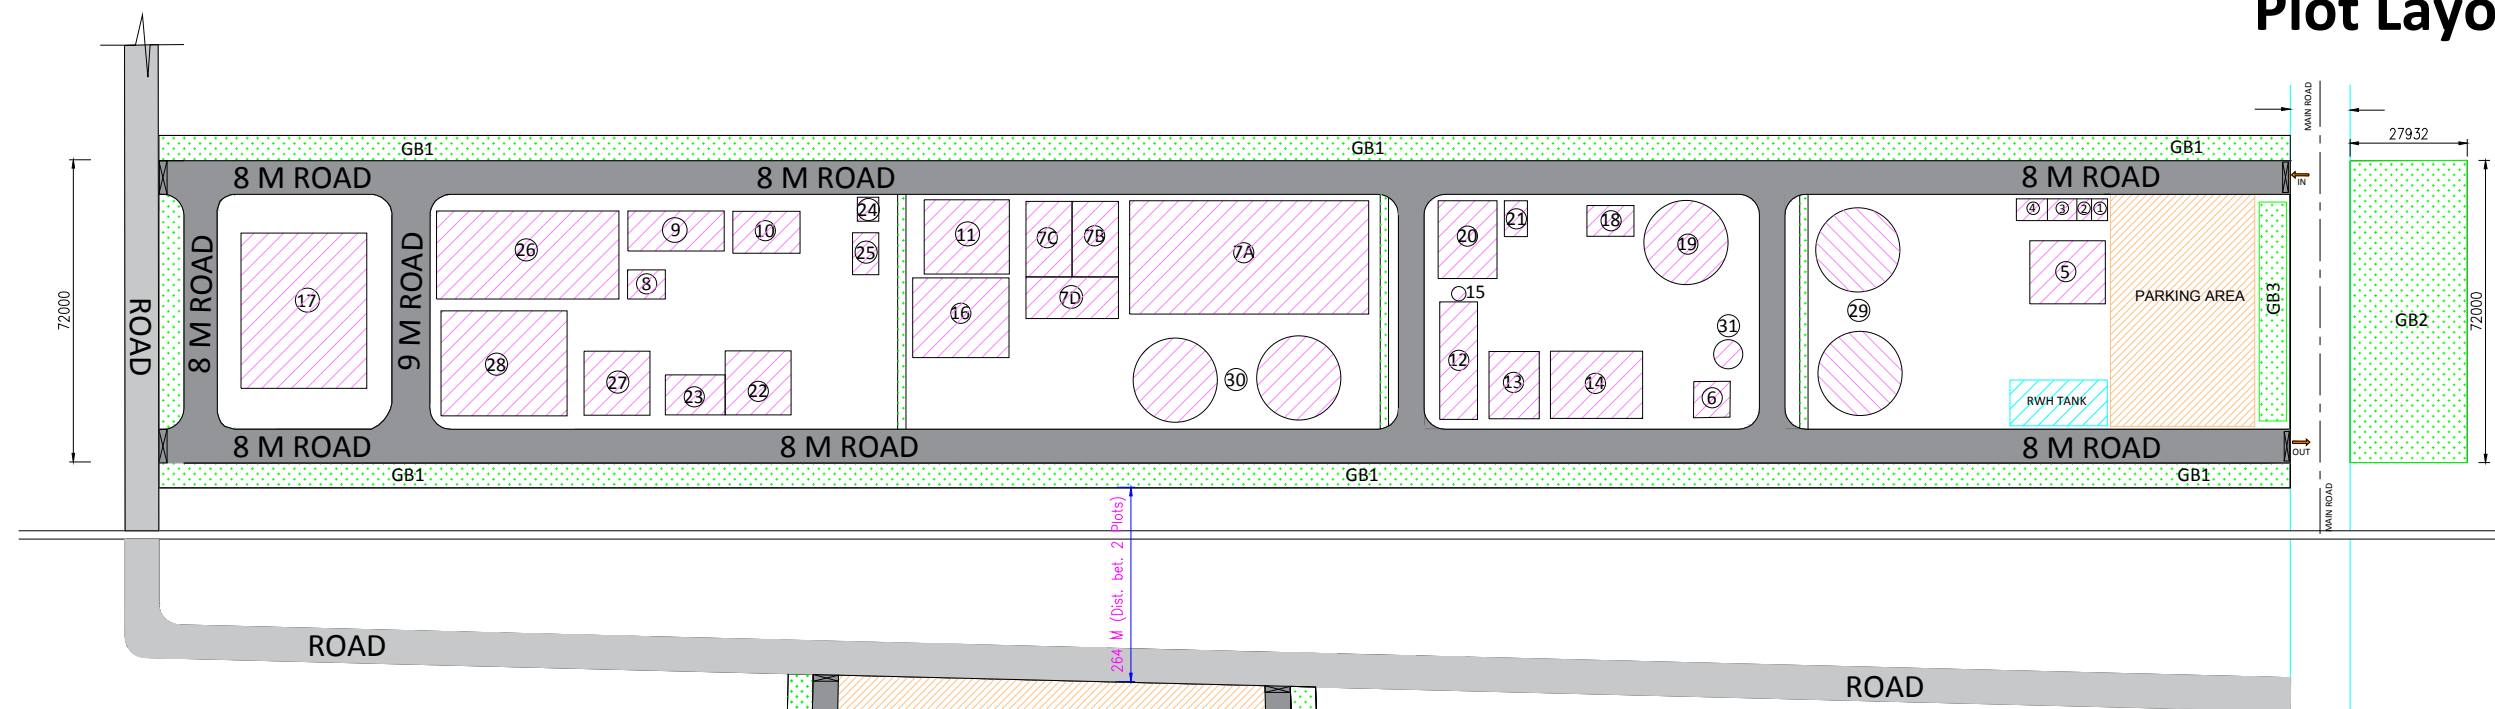 Plot Layo
MAIN ROAD
27932
GB1
GB1
GB1
8 M ROAD
8 M ROAD
8 M ROAD
IN
24
4
3
2
1
9
10
11
7C
7B
7A
20
21
18
19
26
25
5
8 M ROAD
9 M ROAD
17
8
7D
15
16
29
31
PARKING AREA
GB3
GB2
72000
72000
ROAD
28
27
23
22
30
12
13
14
6
RWH TANK
8 M ROAD
8 M ROAD
8 M ROAD
OUT
GB1
GB1
GB1
MAIN ROAD
264 M (Dist. bet. 2 Plots)
ROAD
ROAD